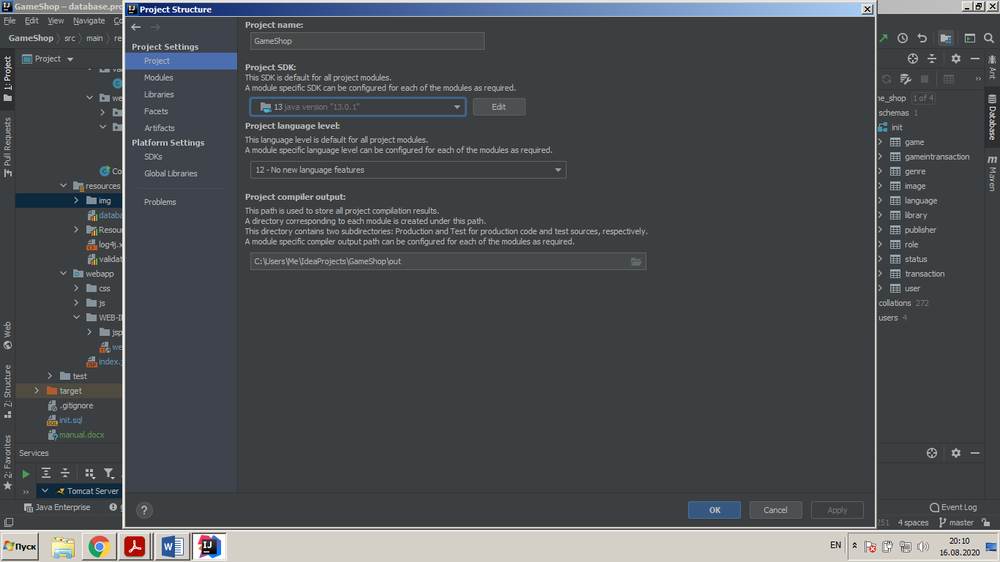 GameShop – database.pro
File Edit View Navigate Co
GameShop src main re
1: Project
Pull Requests
Web
7: Structure
2: Favorites
Project
we
Co
resources
img
databa
Resour
log4j.x
validat
webapp
css
js
WEB-I
jsp
we
index.j
test
target
.gitignore
init.sql
manual.docx
Services
Tomcat Server
Java Enterprise
Project Structure
Project Settings
Project
Modules
Libraries
Facets
Artifacts
Platform Settings
SDKs
Global Libraries
Problems
Project name:
GameShop
Project SDK:
This SDK is default for all project modules.
A module specific SDK can be configured for each of the modules as required.
13 java version "13.0.1"
Edit
Project language level:
This language level is default for all project modules.
A module specific language level can be configured for each of the modules as required.
12 - No new language features
Project compiler output:
This path is used to store all project compilation results.
A directory corresponding to each module is created under this path.
This directory contains two subdirectories: Production and Test for production code and test sources, respectively.
A module specific compiler output path can be configured for each of the modules as required.
C:\Users\Me\IdeaProjects\GameShop\out
?
OK
Cancel
Apply
me_shop 1 of 4
schemas 1
init
game
gameintransaction
genre
image
language
library
publisher
role
status
transaction
user
collations 272
users 4
Ant
Database
Maven
Event Log
251 4 spaces master
Пуск
EN
20:10
16.08.2020